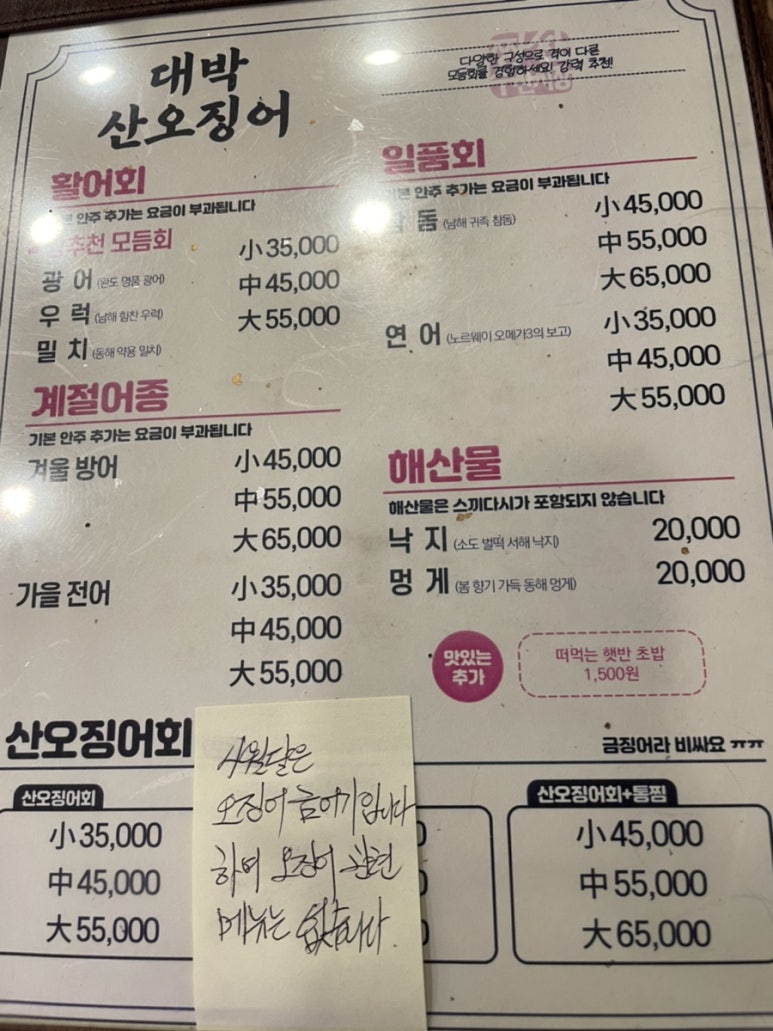 대박
산오징어
다양한 구성으로 격이 다른
모듬회를 경험하세요! 강력 추천!
활어회
안주 추가는 요금이 부과됩니다
모듬회
小 35,000
광 어 (완도 명품 광어)
中 45,000
우 럭 (남해 힘찬 우럭)
大 55,000
밀 치 (동해 약용 밀치)
계절어종
기본 안주 추가는 요금이 부과됩니다
겨울 방어
小 45,000
中 55,000
大 65,000
가을 전어
小 35,000
中 45,000
大 55,000
일품회
기본 안주 추가는 요금이 부과됩니다
돔 (남해 귀족 참돔)
小 45,000
中 55,000
大 65,000
연 어 (노르웨이 오메가3의 보고)
小 35,000
中 45,000
大 55,000
해산물
해산물은 스끼다시가 포함되지 않습니다
낙 지 (소도 벌떡 서해 낙지)
20,000
멍 게 (봄 향기 가득 동해 멍게)
20,000
맛있는
추가
떠먹는 햇반 초밥
1,500원
산오징어회
금징어라 비싸요 ㅠㅠ
산오징어회
小 35,000
中 45,000
大 55,000
사월달은
오징어 금어기입니다
하여 오징어 관련
메뉴는 없습니다.
산오징어회+통찜
小 45,000
中 55,000
大 65,000